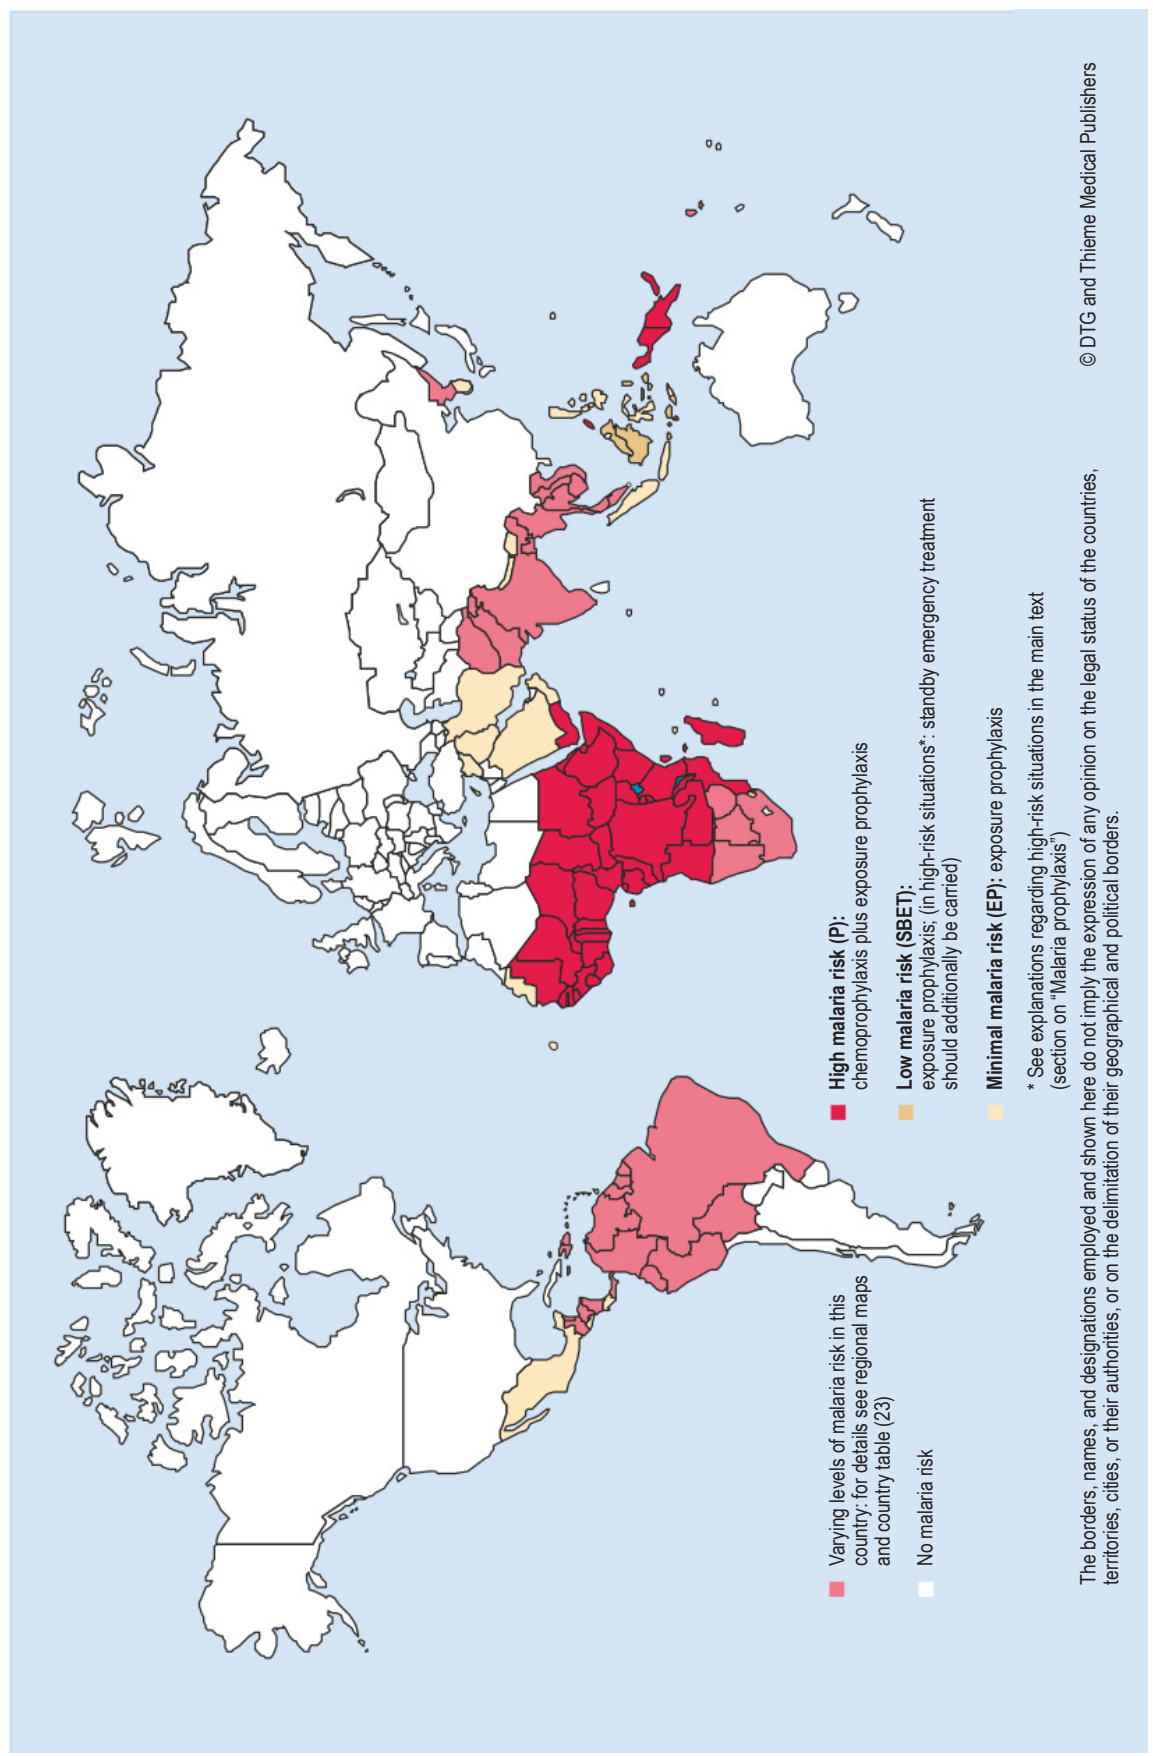 Varying levels of malaria risk in this
country: for details see regional maps
and country table (23)
No malaria risk
High malaria risk (P):
chemoprophylaxis plus exposure prophylaxis
Low malaria risk (SBET):
exposure prophylaxis; (in high-risk situations*: standby emergency treatment
should additionally be carried)
Minimal malaria risk (EP): exposure prophylaxis
* See explanations regarding high-risk situations in the main text
(section on “Malaria prophylaxis”)
© DTG and Thieme Medical Publishers
The borders, names, and designations employed and shown here do not imply the expression of any opinion on the legal status of the countries,
territories, cities, or their authorities, or on the delimitation of their geographical and political borders.